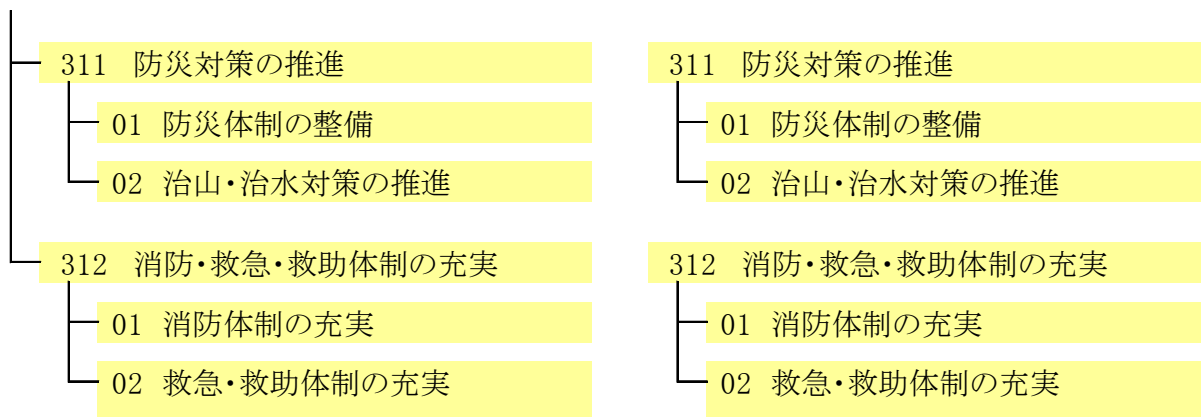 311 防災対策の推進
01 防災体制の整備
02 治山・治水対策の推進
312 消防・救急・救助体制の充実
01 消防体制の充実
02 救急・救助体制の充実
311 防災対策の推進
01 防災体制の整備
02 治山・治水対策の推進
312 消防・救急・救助体制の充実
01 消防体制の充実
02 救急・救助体制の充実